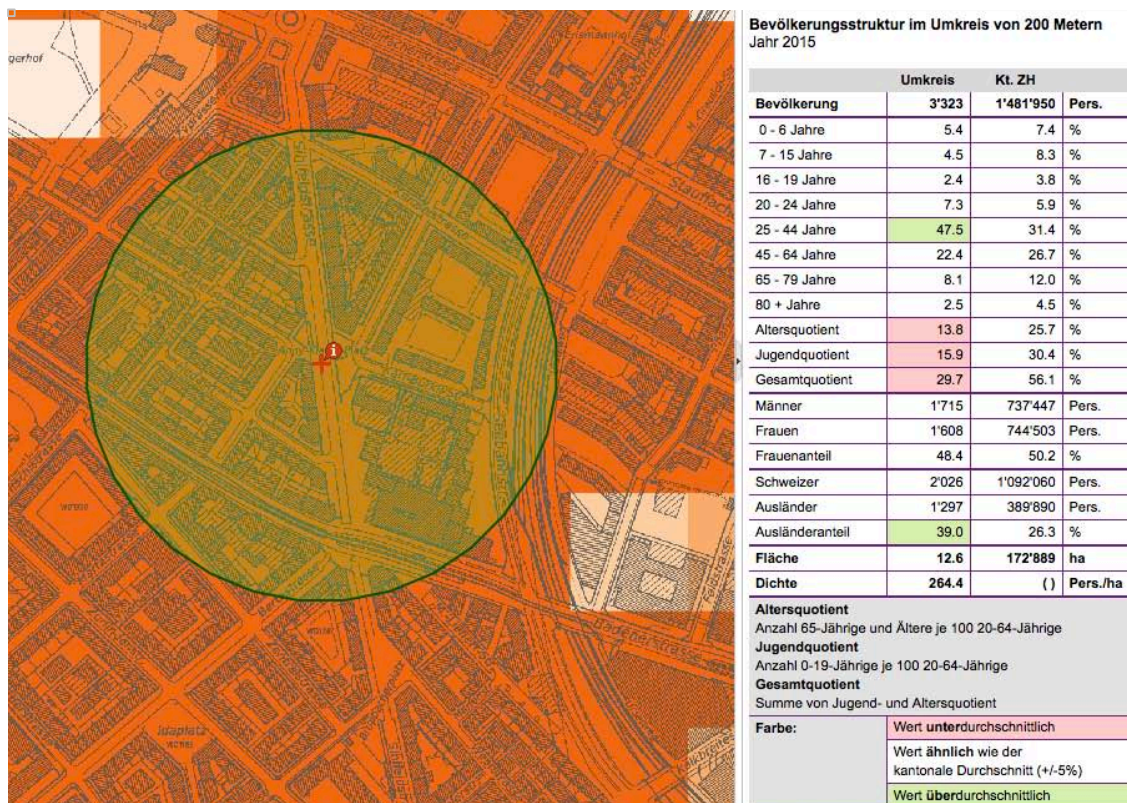 gerhof
Idaplatz
Bevölkerungsstruktur im Umkreis von 200 Metern
Jahr 2015
Umkreis Kt. ZH
Bevölkerung 3'323 1'481'950 Pers.
0 - 6 Jahre 5.4 7.4 %
7 - 15 Jahre 4.5 8.3 %
16 - 19 Jahre 2.4 3.8 %
20 - 24 Jahre 7.3 5.9 %
25 - 44 Jahre 47.5 31.4 %
45 - 64 Jahre 22.4 26.7 %
65 - 79 Jahre 8.1 12.0 %
80 + Jahre 2.5 4.5 %
Altersquotient 13.8 25.7 %
Jugendquotient 15.9 30.4 %
Gesamtquotient 29.7 56.1 %
Männer 1'715 737'447 Pers.
Frauen 1'608 744'503 Pers.
Frauenanteil 48.4 50.2 %
Schweizer 2'026 1'092'060 Pers.
Ausländer 1'297 389'890 Pers.
Ausländeranteil 39.0 26.3 %
Fläche 12.6 172'889 ha
Dichte 264.4 ( ) Pers./ha
Altersquotient
Anzahl 65-Jährige und Ältere je 100 20-64-Jährige
Jugendquotient
Anzahl 0-19-Jährige je 100 20-64-Jährige
Gesamtquotient
Summe von Jugend- und Altersquotient
Farbe: Wert unterdurchschnittlich
Wert ähnlich wie der
kantonale Durchschnitt (+/-5%)
Wert überdurchschnittlich